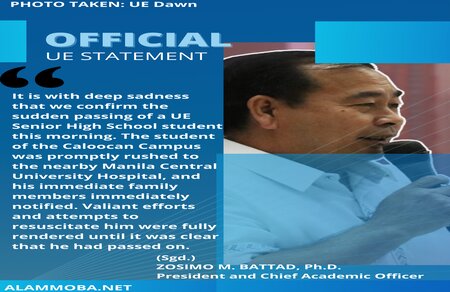 PHOTO TAKEN: UE Dawn
OFFICIAL
UE STATEMENT
It is with deep sadness
that we confirm the
sudden passing of a UE
Senior High School student
this morning. The student
of the Caloocan Campus
was promptly rushed to
the nearby Manila Central
University Hospital, and
his immediate family
members immediately
notified. Valiant efforts
and attempts to
resuscitate him were fully
rendered until it was clear
that he had passed on.
(Sgd.)
ZOSIMO M. BATTAD, Ph.D.
President and Chief Academic Officer
ALAMMOBA.NET